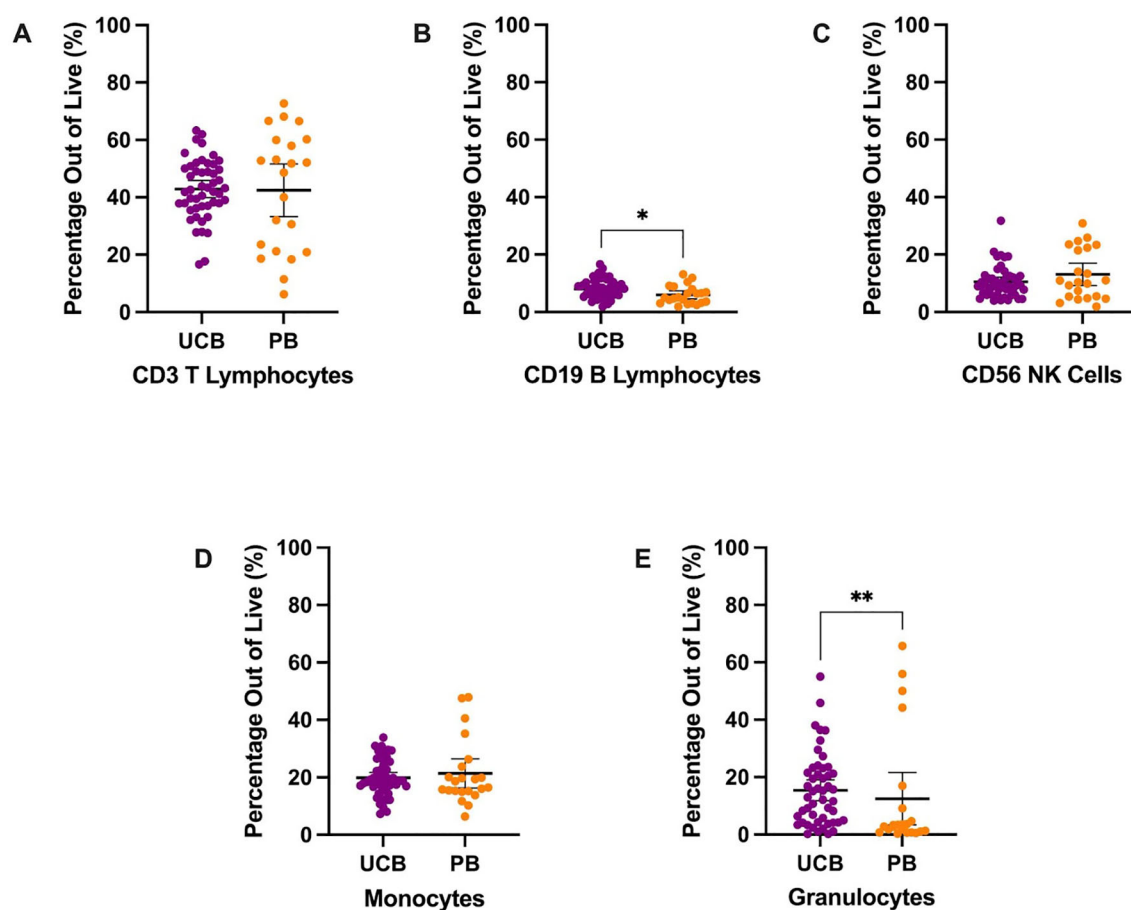 A
Percentage Out of Live (%)
100
80
60
40
20
0
UCB PB
CD3 T Lymphocytes
B
Percentage Out of Live (%)
100
80
60
40
20
0
*
UCB PB
CD19 B Lymphocytes
C
Percentage Out of Live (%)
100
80
60
40
20
0
UCB PB
CD56 NK Cells
D
Percentage Out of Live (%)
100
80
60
40
20
0
UCB PB
Monocytes
E
Percentage Out of Live (%)
100
80
60
40
20
0
**
UCB PB
Granulocytes